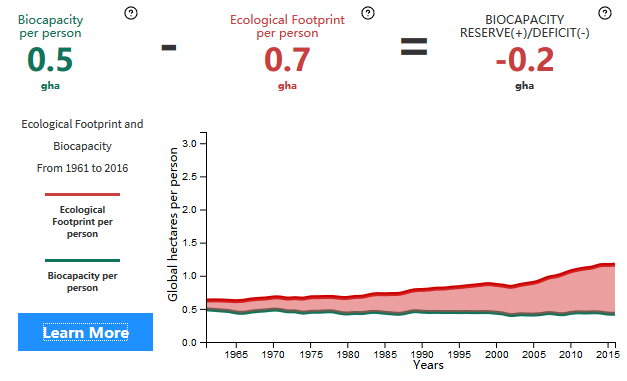 Biocapacity
per person
?
0.5
gha
-
Ecological Footprint
per person
?
0.7
gha
=
BIOCAPACITY
RESERVE(+)/DEFICIT(-)
?
-0.2
gha
Ecological Footprint and
Biocapacity
From 1961 to 2016
Ecological
Footprint per
person
Biocapacity per
person
Learn More
Global hectares per person
3.0
2.5
2.0
1.5
1.0
0.5
0.0
1965 1970 1975 1980 1985 1990 1995 2000 2005 2010 2015
Years